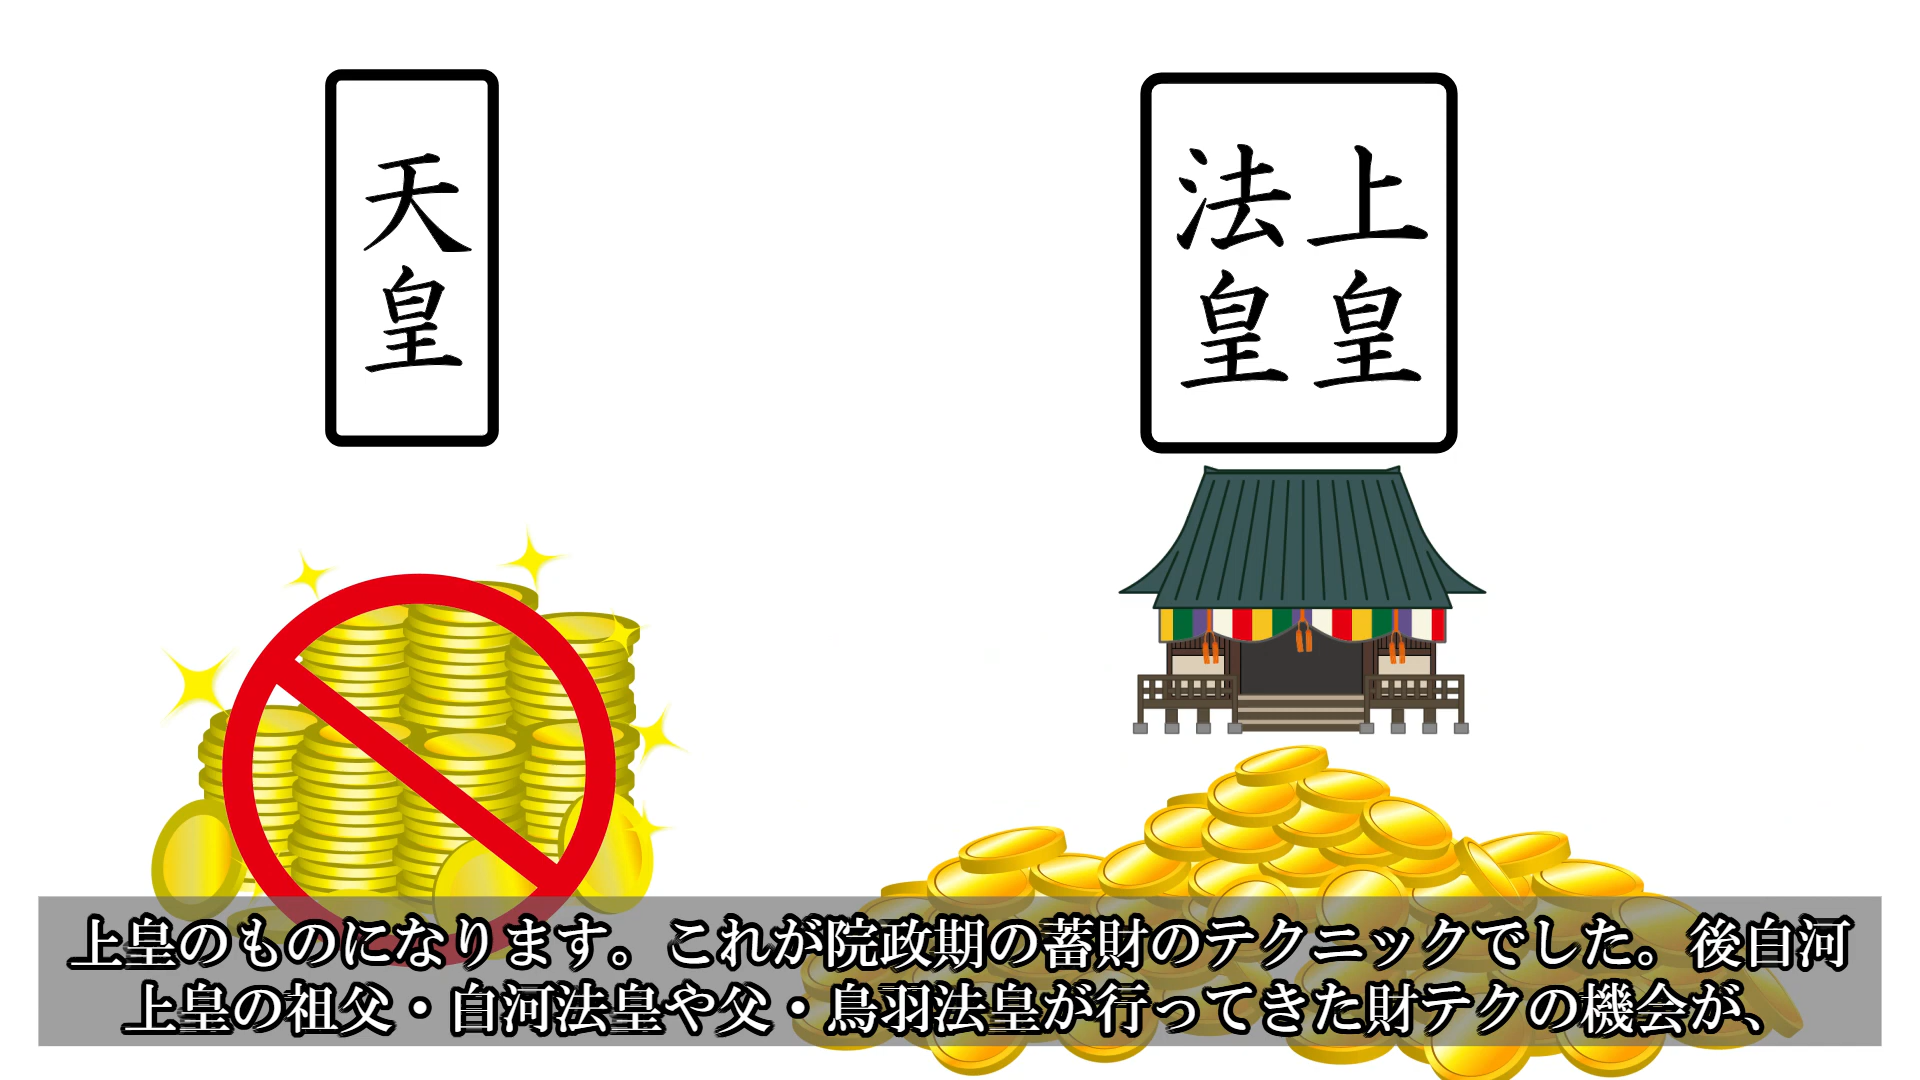 天皇
上皇
法皇
上皇のものになります。これが院政期の蓄財のテクニックでした。後白河
上皇の祖父・白河法皇や父・鳥羽法皇が行ってきた財テクの機会が、